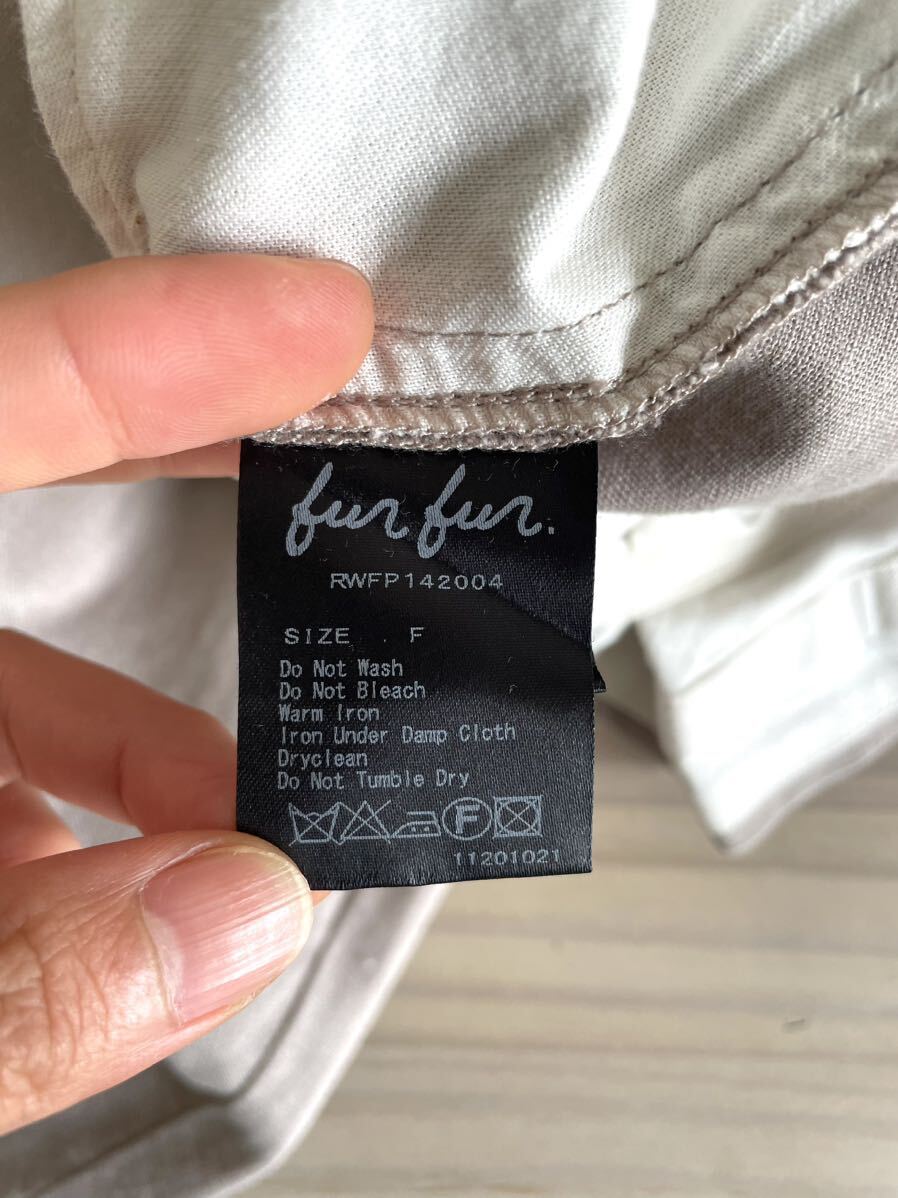 fur fur.
RWFP142004
SIZE . F
Do Not Wash
Do Not Bleach
Warm Iron
Iron Under Damp Cloth
Dryclean
Do Not Tumble Dry
F
11201021